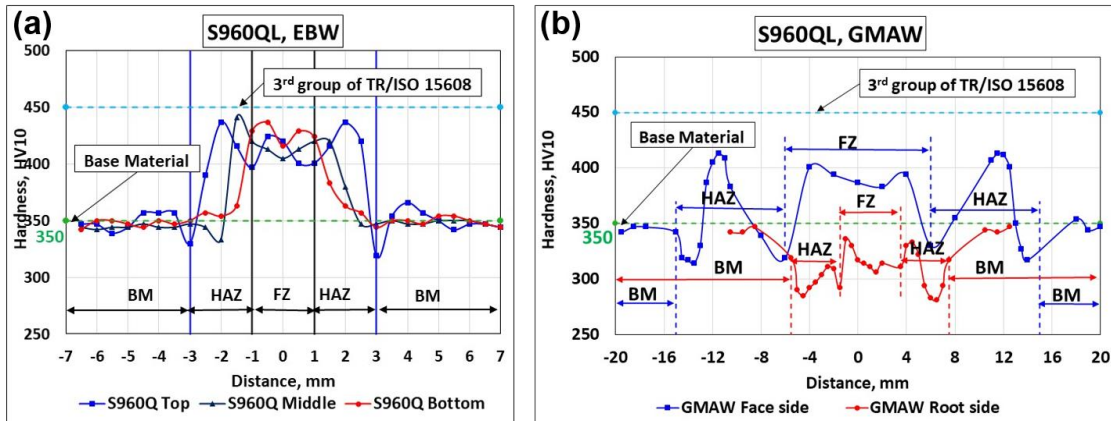 (a)
S960QL, EBW
3rd group of TR/ISO 15608
Base Material
Hardness, HV10
500
450
400
350
350
300
250
BM
HAZ
FZ
HAZ
BM
-7 -6 -5 -4 -3 -2 -1 0 1 2 3 4 5 6 7
Distance, mm
S960Q Top S960Q Middle S960Q Bottom
(b)
S960QL, GMAW
3rd group of TR/ISO 15608
Base Material
Hardness, HV10
500
450
400
350
350
300
250
FZ
HAZ
HAZ
FZ
HAZ
HAZ
BM
BM
BM
BM
-20 -16 -12 -8 -4 0 4 8 12 16 20
Distance, mm
GMAW Face side GMAW Root side